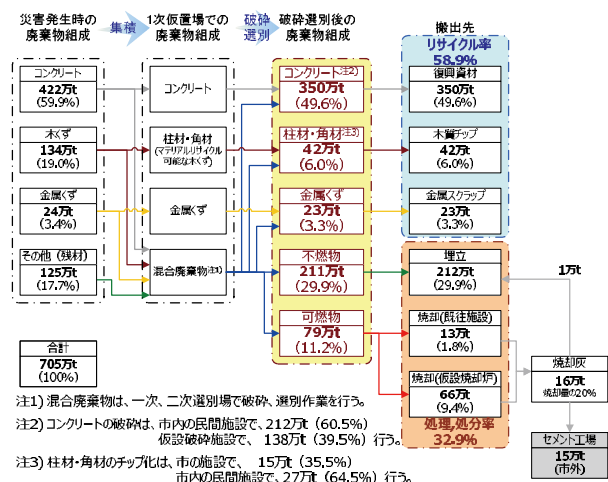 災害発生時の
廃棄物組成
集積
1次仮置場での
廃棄物組成
破砕
選別
破砕選別後の
廃棄物組成
搬出先
リサイクル率
58.9%
コンクリート
422万t
(59.9%)
コンクリート
コンクリート注2)
350万t
(49.6%)
復興資材
350万t
(49.6%)
木くず
134万t
(19.0%)
柱材・角材
(マテリアルリサイクル
可能な木くず)
柱材・角材注3)
42万t
(6.0%)
木質チップ
42万t
(6.0%)
金属くず
24万t
(3.4%)
金属くず
金属くず
23万t
(3.3%)
金属スクラップ
23万t
(3.3%)
その他(残材)
125万t
(17.7%)
混合廃棄物注1)
不燃物
211万t
(29.9%)
埋立
212万t
(29.9%)
1万t
可燃物
79万t
(11.2%)
焼却(既往施設)
13万t
(1.8%)
焼却(仮設焼却炉)
66万t
(9.4%)
処理,処分率
32.9%
焼却灰
16万t
焼却量の20%
セメント工場
15万t
(市外)
合計
705万t
(100%)
注1) 混合廃棄物は、一次、二次選別場で破砕、選別作業を行う。
注2) コンクリートの破砕は、市内の民間施設で、212万t(60.5%)
仮設破砕施設で、138万t(39.5%)行う。
注3) 柱材・角材のチップ化は、市の施設で、15万t(35.5%)
市内の民間施設で、27万t(64.5%)行う。